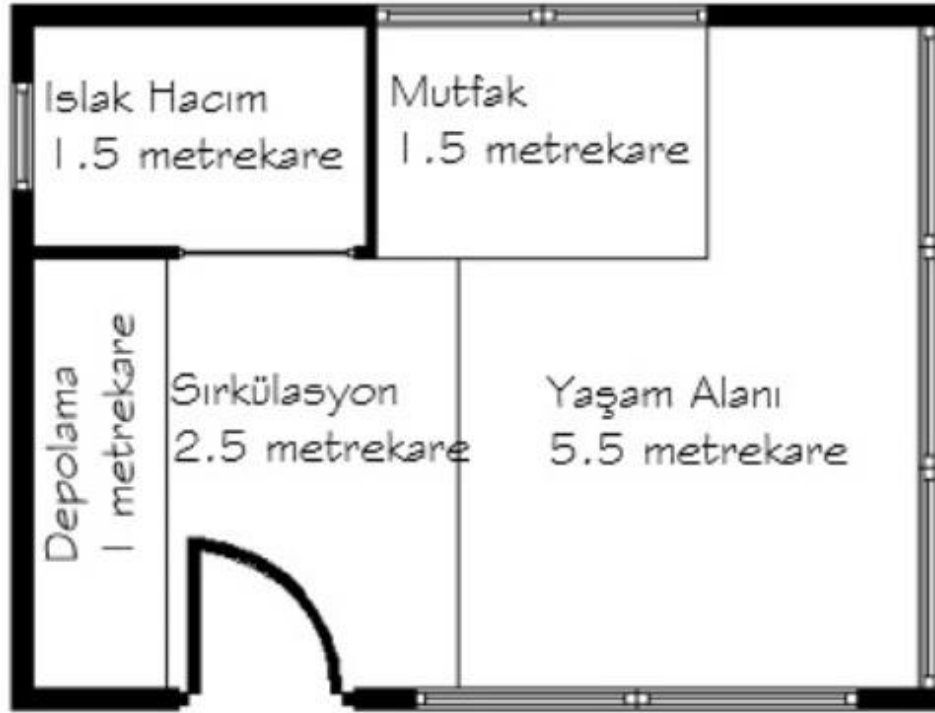 Islak Hacım
1.5 metrekare
Mutfak
1.5 metrekare
Depolama
1 metrekare
Sırkülasyon
2.5 metrekare
Yaşam Alanı
5.5 metrekare